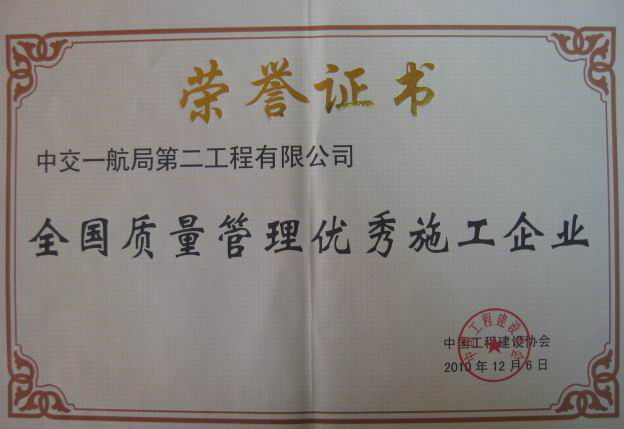 荣誉证书
中交一航局第二工程有限公司
全国质量管理优秀施工企业
中国工程建设协会
2010年12月6日